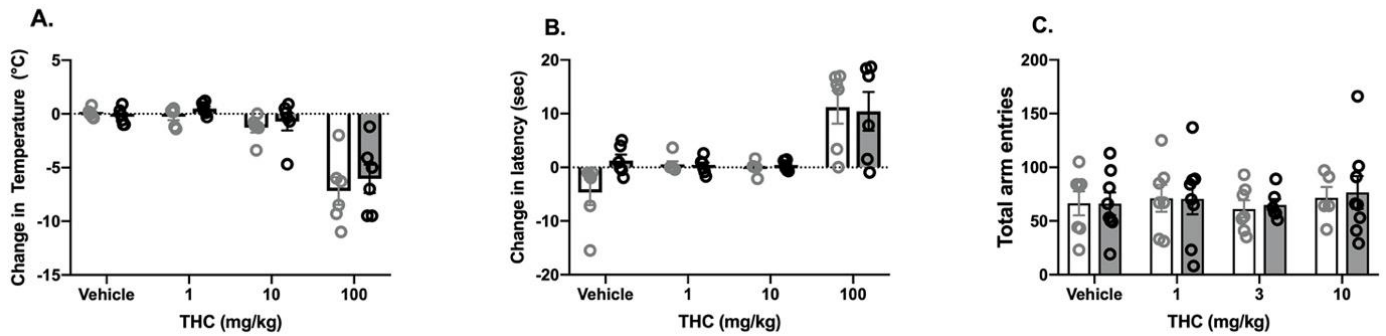 A.
Change in Temperature (°C)
5
0
-5
-10
-15
Vehicle 1 10 100
THC (mg/kg)
B.
Change in latency (sec)
20
10
0
-10
-20
Vehicle 1 10 100
THC (mg/kg)
C.
Total arm entries
200
150
100
50
0
Vehicle 1 3 10
THC (mg/kg)